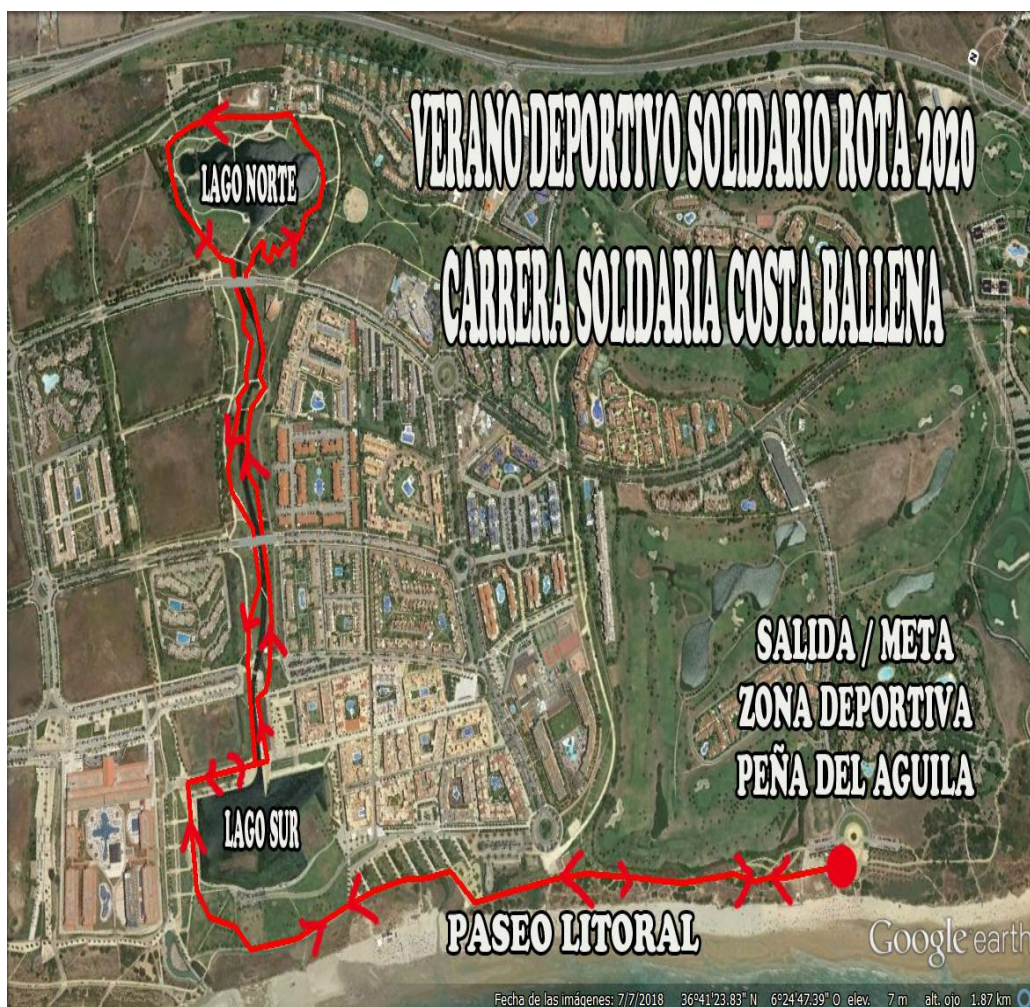 VERANO DEPORTIVO SOLIDARIO ROTA 2020
LAGO NORTE
CARRERA SOLIDARIA COSTA BALLENA
SALIDA / META
ZONA DEPORTIVA
PEÑA DEL AGUILA
LAGO SUR
PASEO LITORAL
Google earth
Fecha de las imágenes: 7/7/2018 36°41'23.83" N 6°24'47.39" O elev. 7 m alt. ojo 1.87 km
N